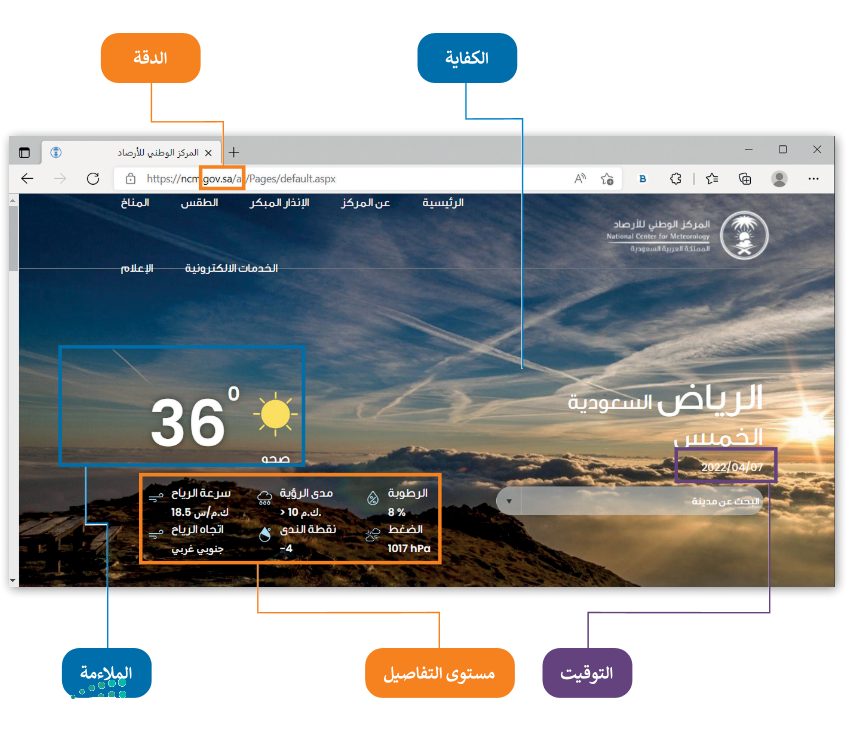 الكفاية
الدقة
المركز الوطني للأرصاد
https://ncm.gov.sa/a/Pages/default.aspx
الرئيسية
عن المركز
الإنذار المبكر
الطقس
المناخ
المركز الوطني للأرصاد
National Center for Meteorology
المملكة العربية السعودية
الخدمات الالكترونية
الإعلام
الرياض السعودية
الخميس
2022/04/07
البحث عن مدينة
36°
صحو
الرطوبة
8 %
مدى الرؤية
ك.م. 10 <
سرعة الرياح
ك.م/س 18.5
الضغط
1017 hPa
نقطة الندى
-4
اتجاه الرياح
جنوبي غربي
التوقيت
مستوى التفاصيل
الملاءمة